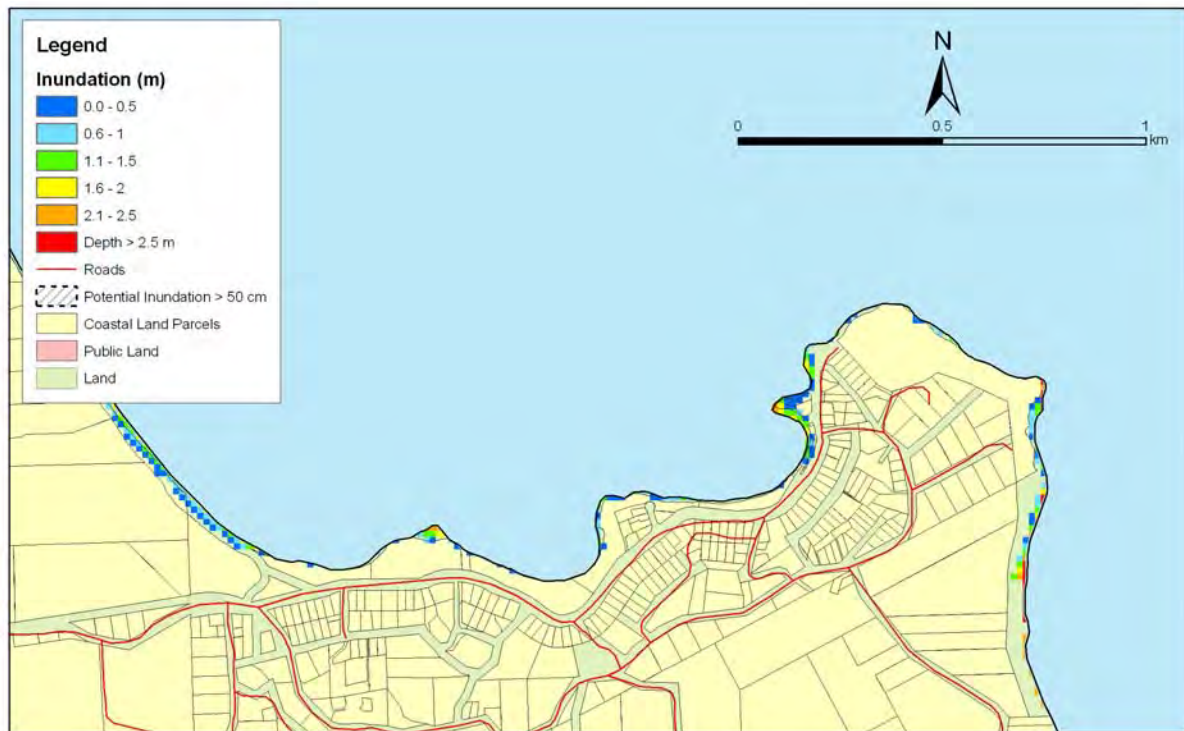 Legend
Inundation (m)
0.0 - 0.5
0.6 - 1
1.1 - 1.5
1.6 - 2
2.1 - 2.5
Depth > 2.5 m
Roads
Potential Inundation > 50 cm
Coastal Land Parcels
Public Land
Land
N
0 0.5 1
km